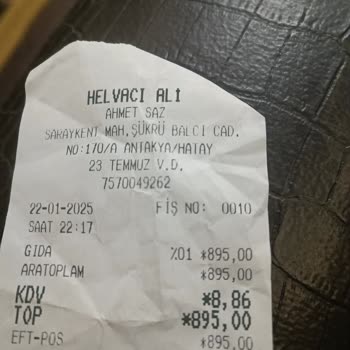 HELVACI ALİ
AHMET SAZ
SARAYKENT MAH.ŞÜKRÜ BALCI CAD.
NO:170/A ANTAKYA/HATAY
23 TEMMUZ V.D.
7570049262
22-01-2025 FİŞ NO: 0010
SAAT 22:17
GIDA %01 *895,00
ARATOPLAM *895,00
KDV *8,86
TOP *895,00
EFT-POS *895,00